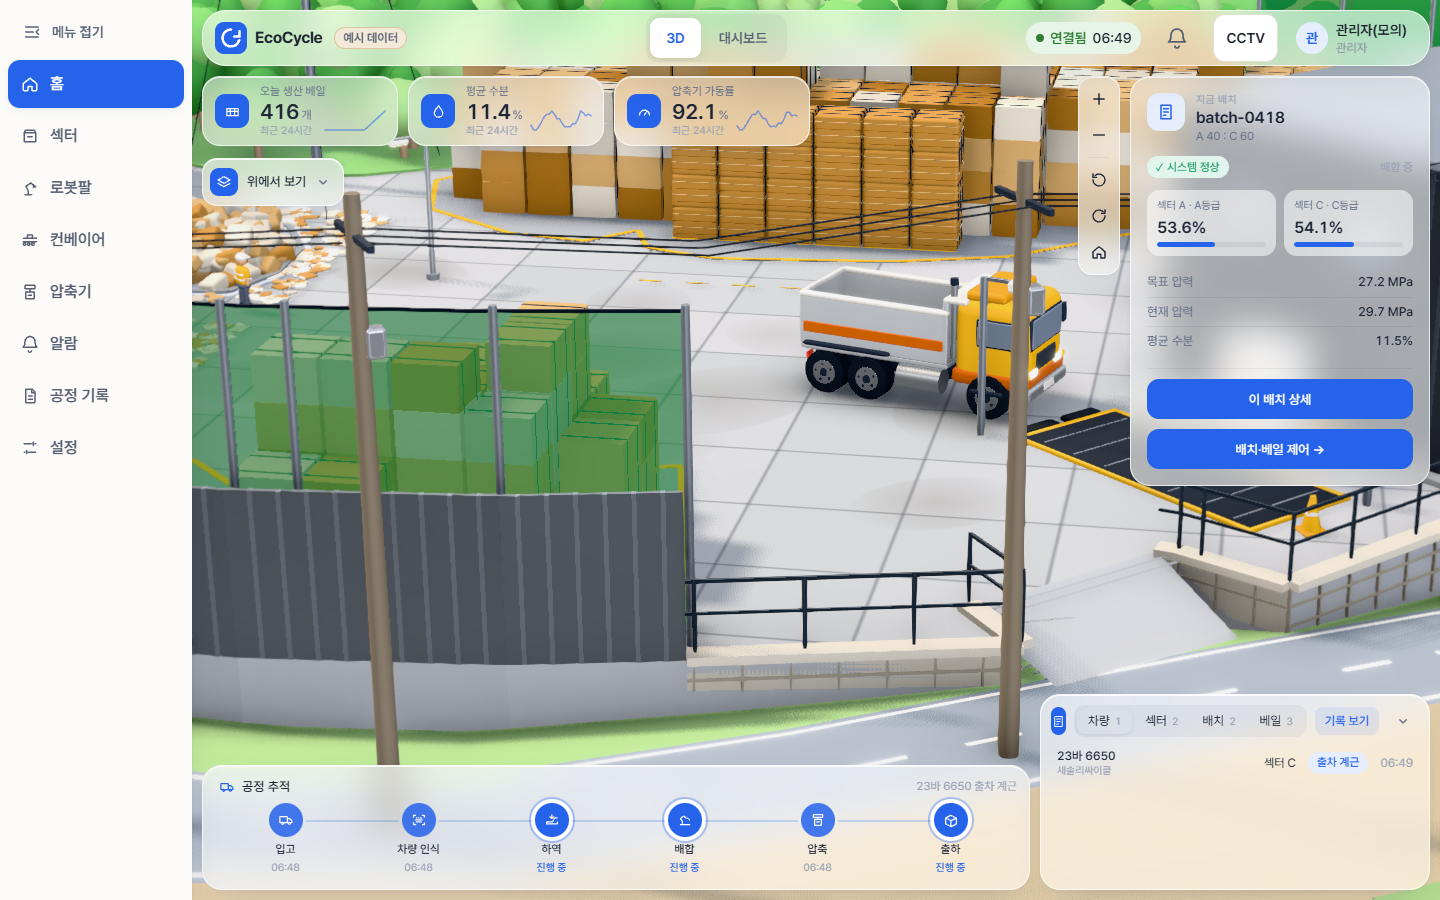 메뉴 접기
홈
섹터
로봇팔
컨베이어
압축기
알람
공정 기록
설정
EcoCycle
예시 데이터
3D
대시보드
연결됨 06:49
CCTV
관
관리자(모의)
관리자
오늘 생산 베일
416개
최근 24시간
평균 수분
11.4%
최근 24시간
압축기 가동률
92.1%
최근 24시간
위에서 보기
지금 배치
batch-0418
A 40 : C 60
✓ 시스템 정상
배합 중
섹터 A · A등급
53.6%
섹터 C · C등급
54.1%
목표 압력 27.2 MPa
현재 압력 29.7 MPa
평균 수분 11.5%
이 배치 상세
배치·베일 제어 →
공정 추적
23바 6650 출차 계근
입고
06:48
차량 인식
06:48
하역
진행 중
배합
진행 중
압축
06:48
출하
진행 중
차량 1
섹터 2
배치 2
베일 3
기록 보기
23바 6650
새솔리싸이클
섹터 C
출차 계근
06:49